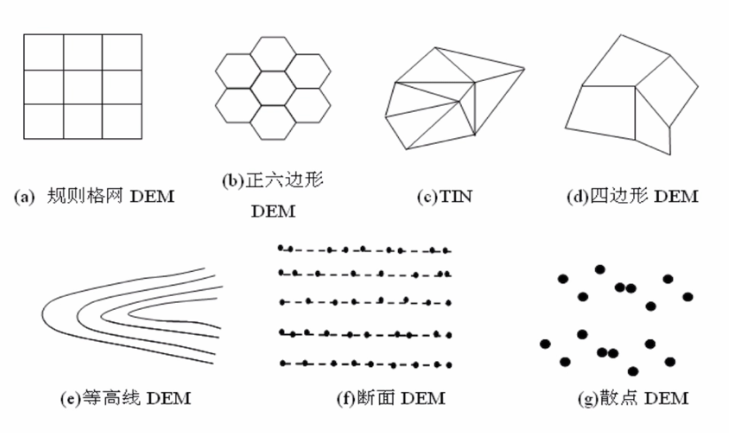 (a) 规则格网 DEM
(b)正六边形
DEM
(c)TIN
(d)四边形 DEM
(e)等高线 DEM
(f)断面 DEM
(g)散点 DEM